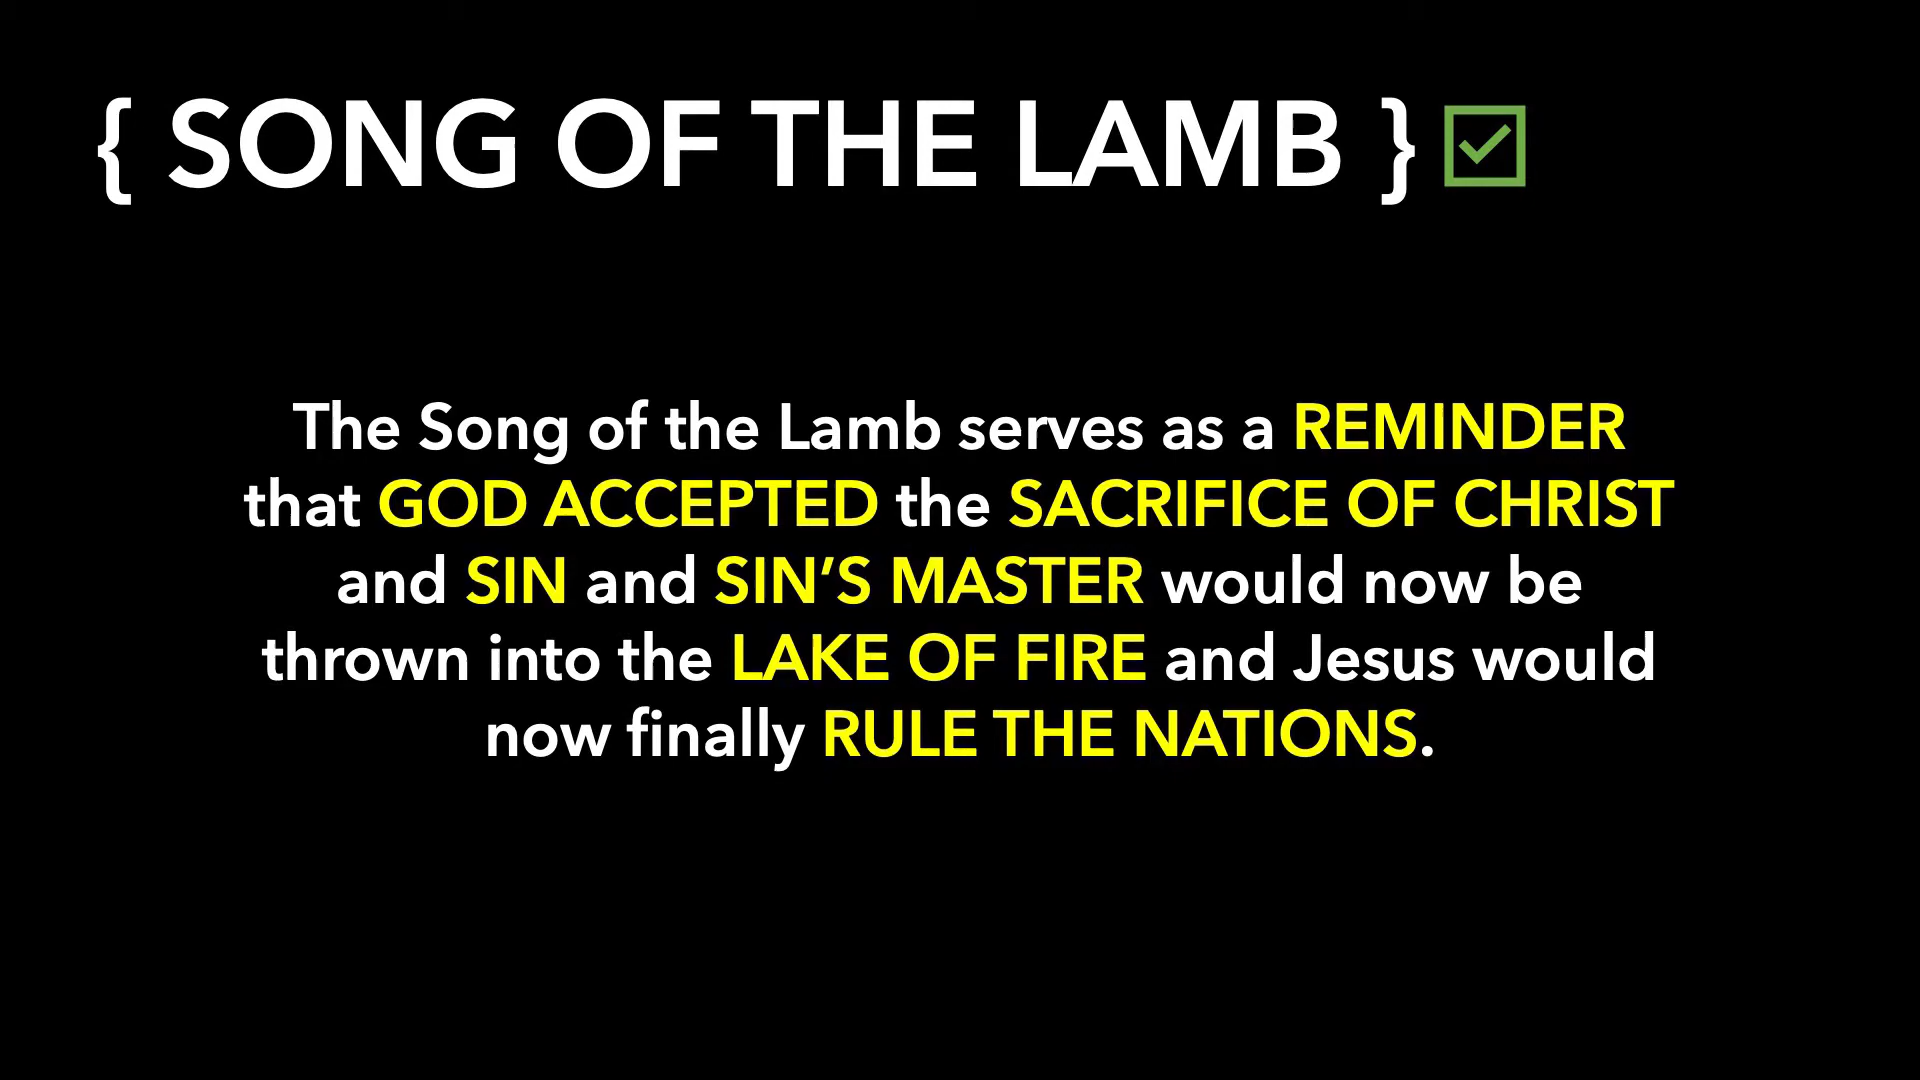 { SONG OF THE LAMB }
The Song of the Lamb serves as a REMINDER
that GOD ACCEPTED the SACRIFICE OF CHRIST
and SIN and SIN’S MASTER would now be
thrown into the LAKE OF FIRE and Jesus would
now finally RULE THE NATIONS.